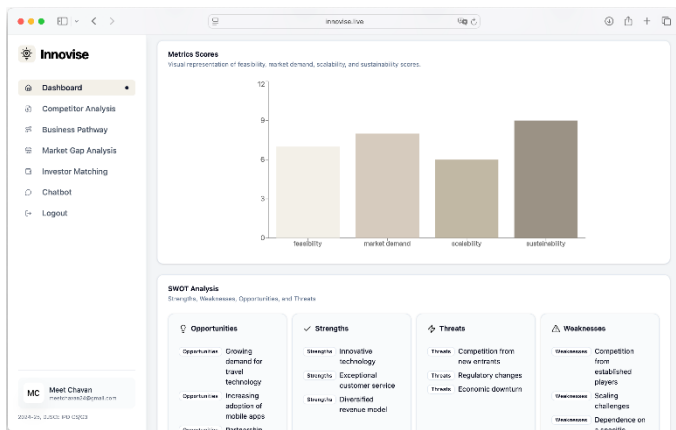 innovise.live
Innovise
Dashboard
Competitor Analysis
Business Pathway
Market Gap Analysis
Investor Matching
Chatbot
Logout
MC
Meet Chavan
Metrics Scores
Visual representation of feasibility, market demand, scalability, and sustainability scores.
12
9
6
3
0
feasibility
market demand
scalability
sustainability
SWOT Analysis
Strengths, Weaknesses, Opportunities, and Threats
Opportunities
Opportunities
Growing
demand for
travel
technology
Opportunities
Increasing
adoption of
mobile apps
Opportunities
Partnership
Strengths
Strengths
Innovative
technology
Strengths
Exceptional
customer service
Strengths
Diversified
revenue model
Threats
Threats
Competition from
new entrants
Threats
Regulatory changes
Threats
Economic downturn
Weaknesses
Weaknesses
Competition
from
established
players
Weaknesses
Scaling
challenges
Weaknesses
Dependence on
a specific